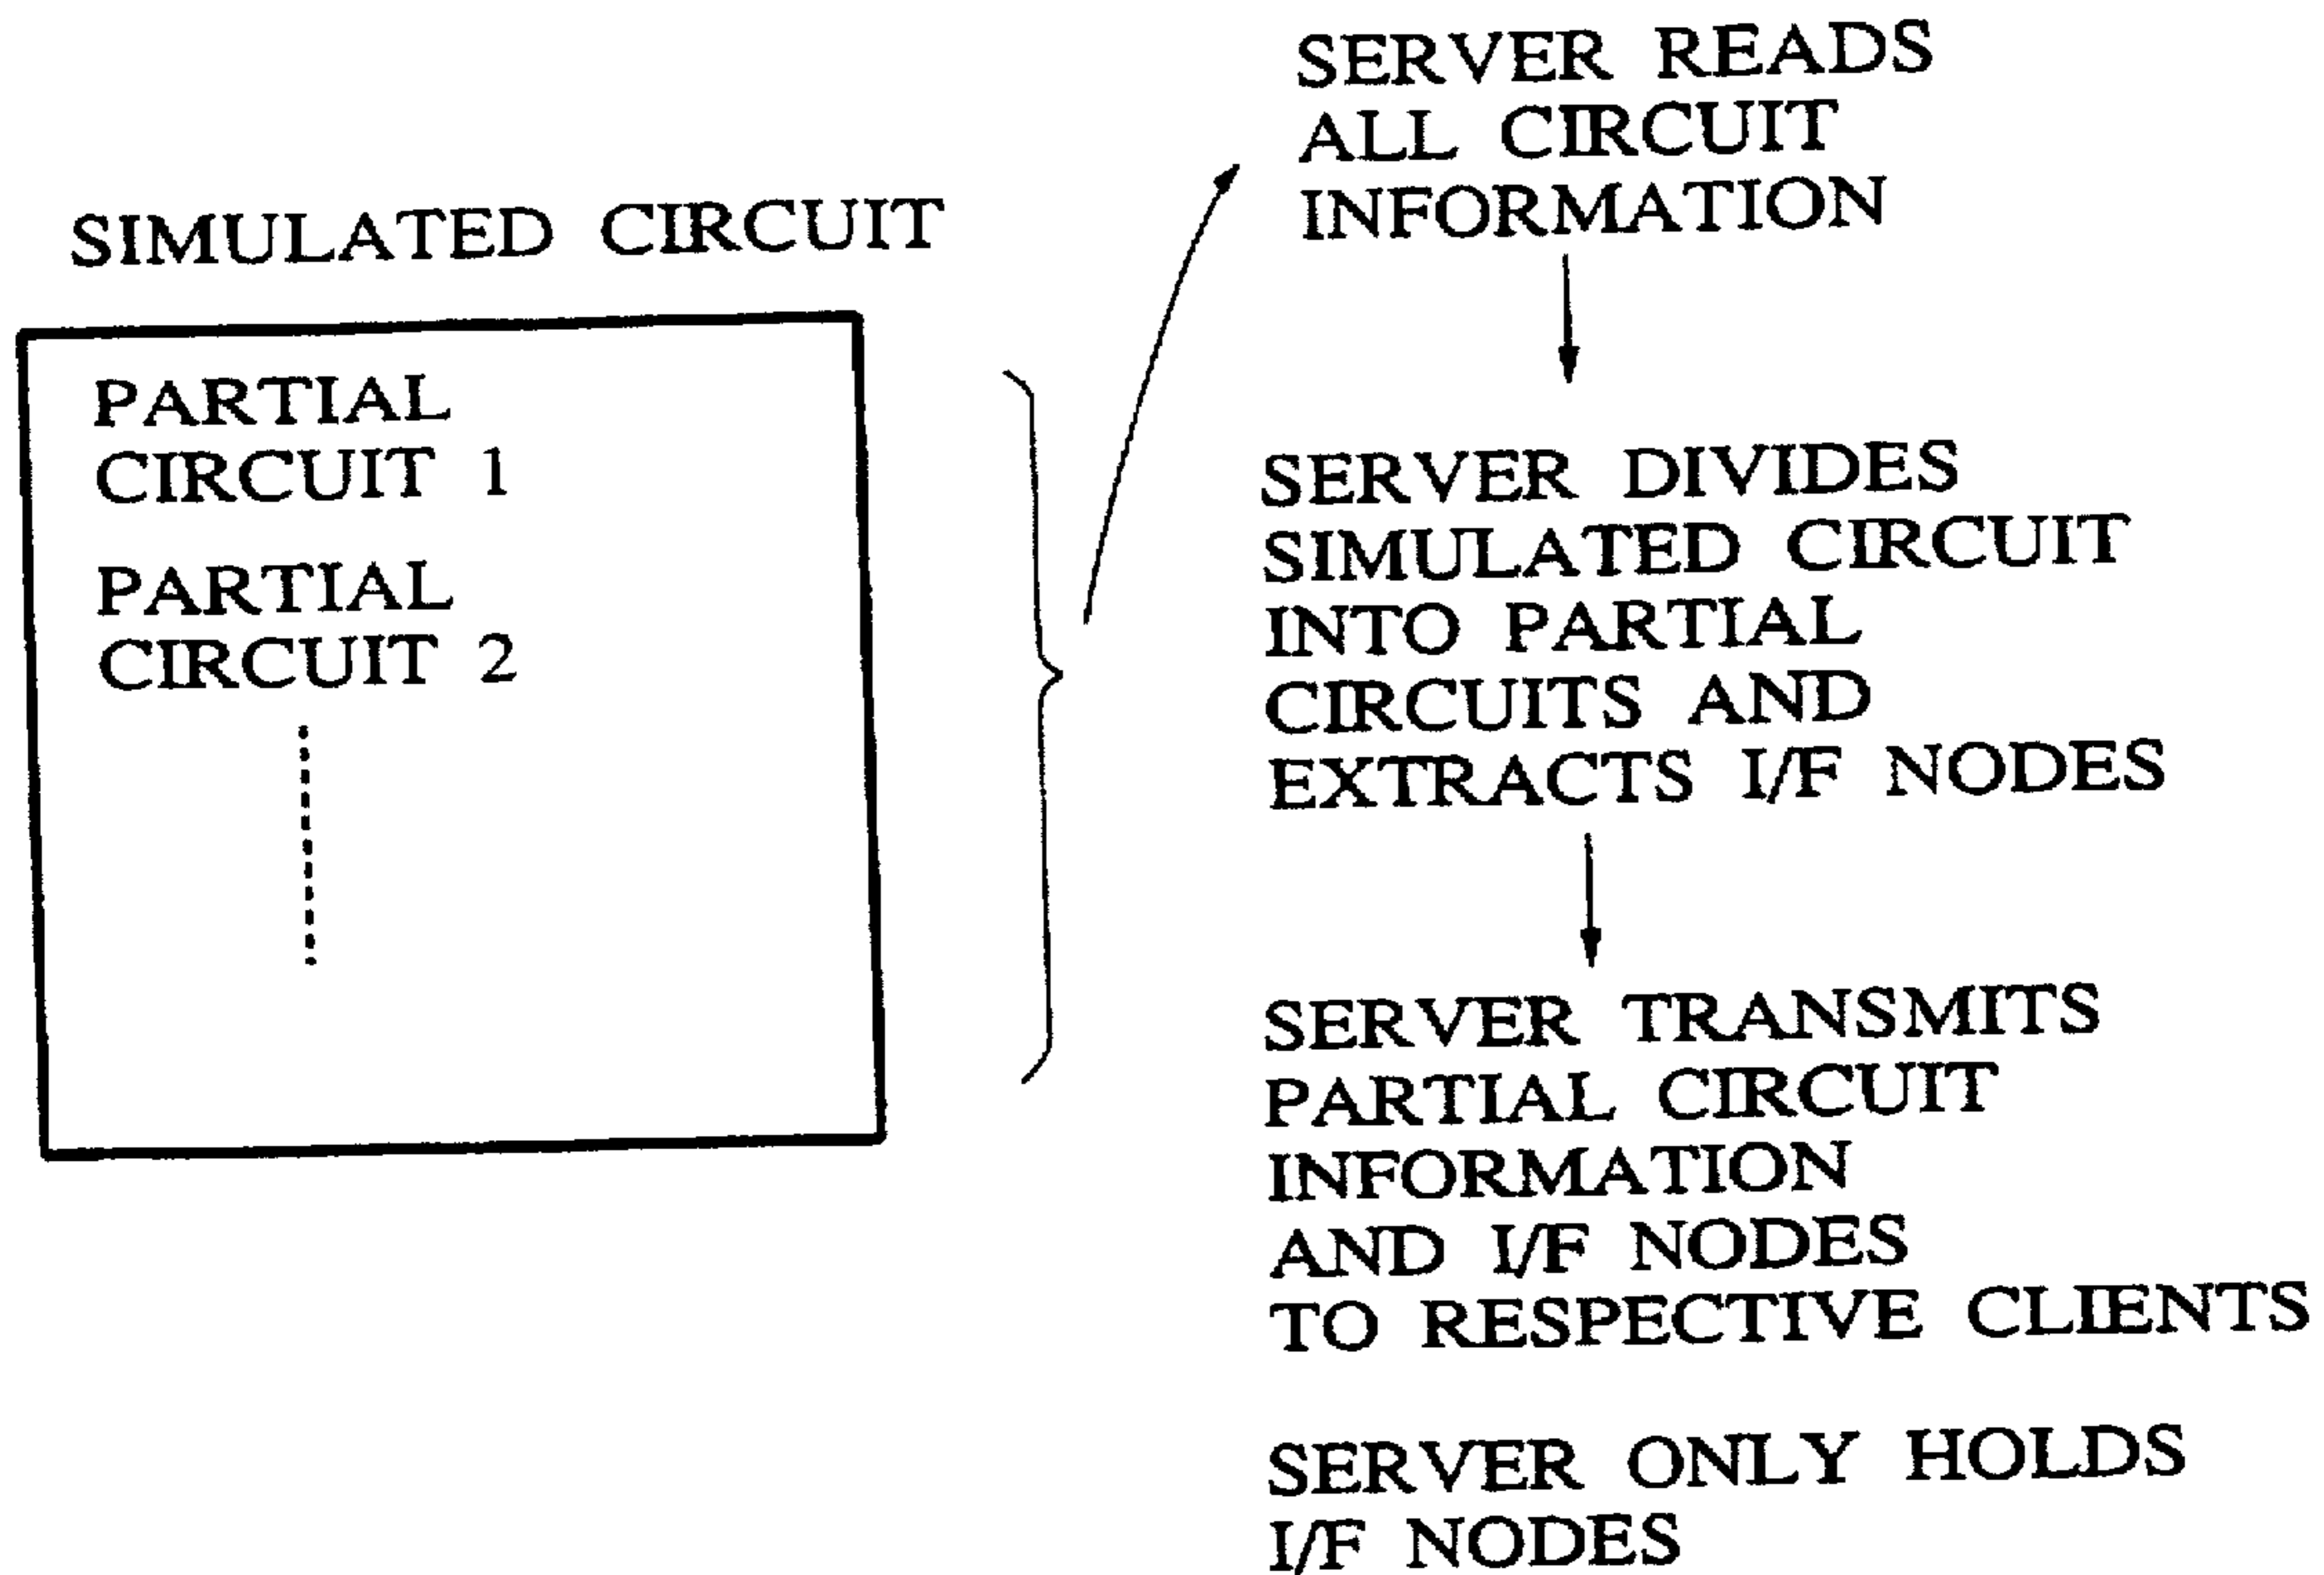 SIMULATED CIRCUIT
PARTIAL
CIRCUIT 1
PARTIAL
CIRCUIT 2
SERVER READS
ALL CIRCUIT
INFORMATION
SERVER DIVIDES
SIMULATED CIRCUIT
INTO PARTIAL
CIRCUITS AND
EXTRACTS I/F NODES
SERVER TRANSMITS
PARTIAL CIRCUIT
INFORMATION
AND I/F NODES
TO RESPECTIVE CLIENTS
SERVER ONLY HOLDS
I/F NODES